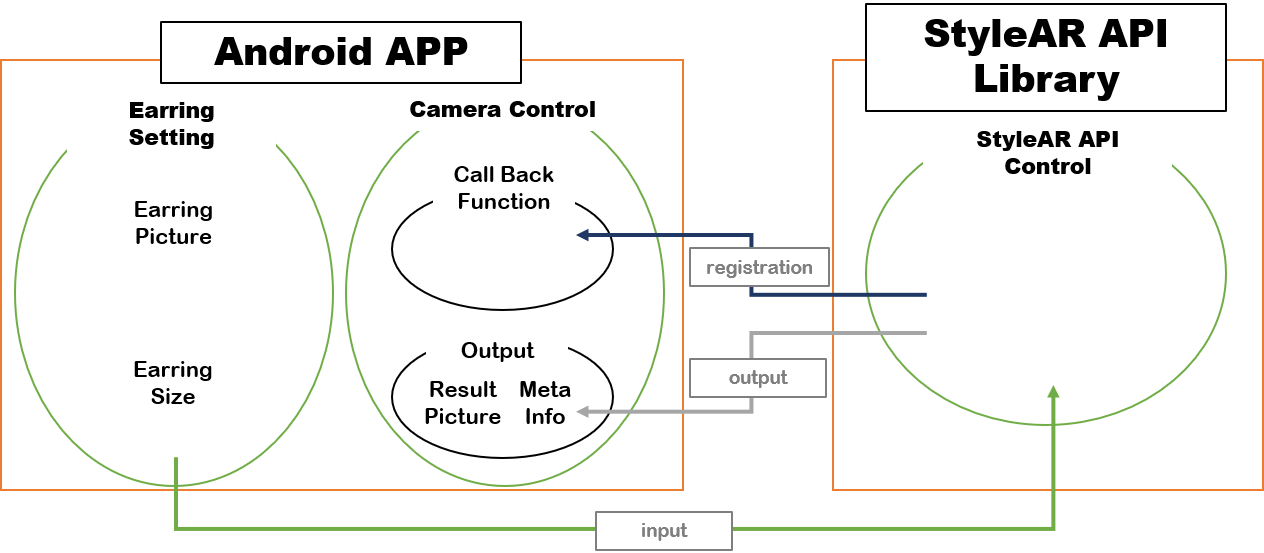 Android APP
StyleAR API
Library
Earring
Setting
Camera Control
StyleAR API
Control
Call Back
Function
Earring
Picture
registration
Output
Earring
Size
Result
Picture
Meta
Info
output
input